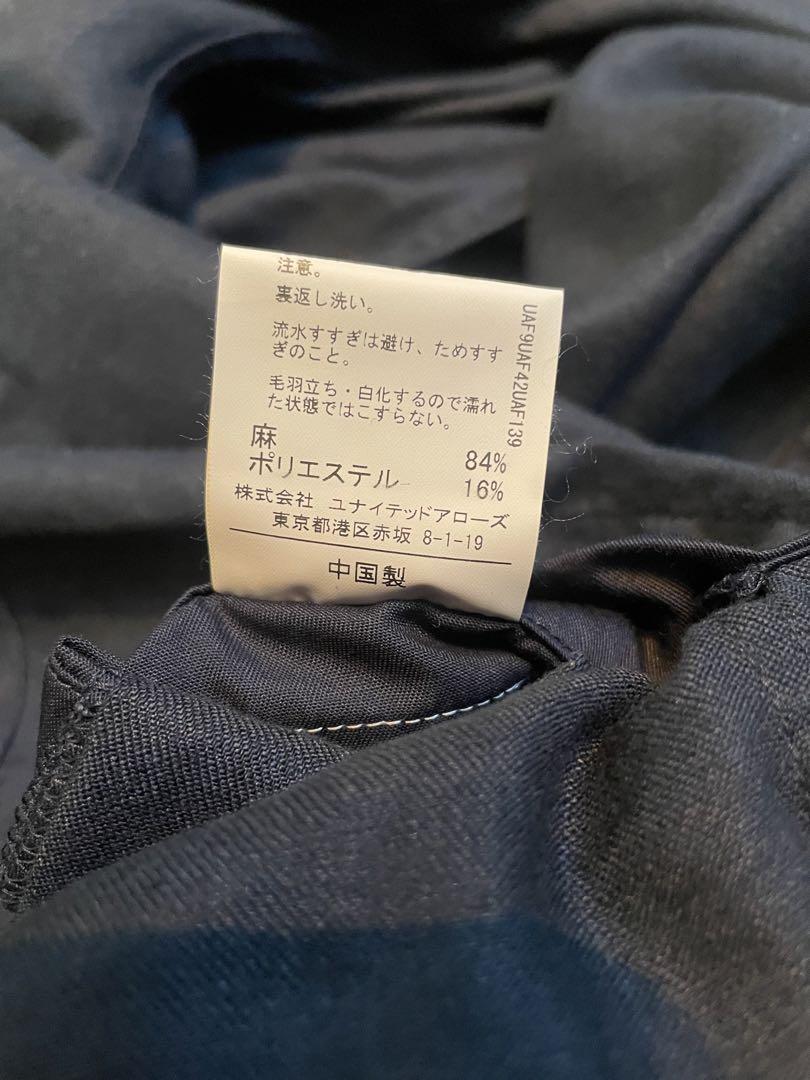 注意。
裏返し洗い。
流水すすぎは避け、ためすす
ぎのこと。
毛羽立ち・白化するので濡れ
た状態ではこすらない。
麻 84%
ポリエステル 16%
株式会社 ユナイテッドアローズ
東京都港区赤坂 8-1-19
中国製
UAF9UAF42UAF139